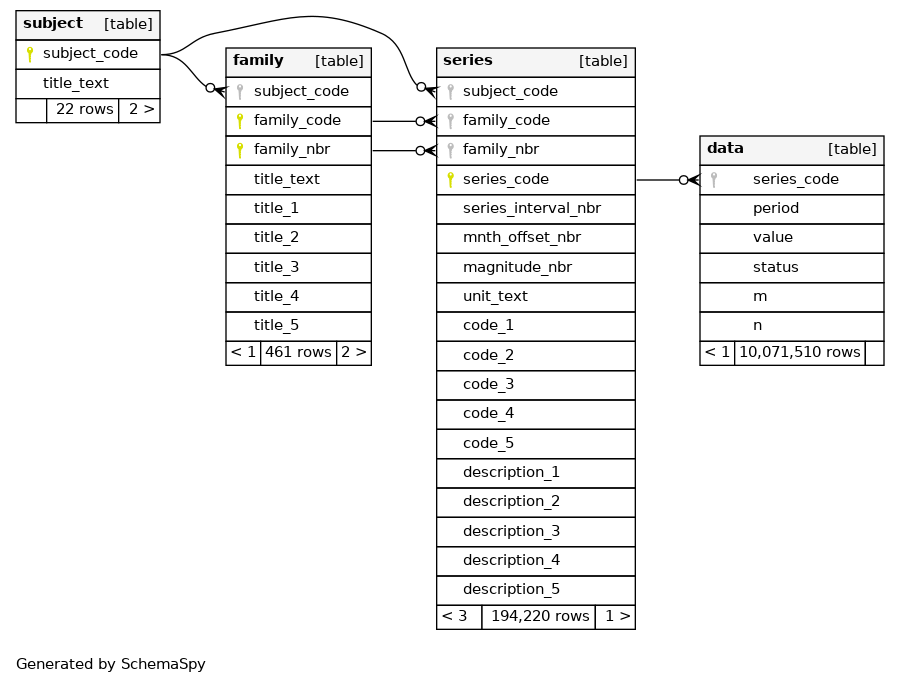 subject [table]
subject_code
title_text
22 rows 2 >
family [table]
subject_code
family_code
family_nbr
title_text
title_1
title_2
title_3
title_4
title_5
< 1 461 rows 2 >
series [table]
subject_code
family_code
family_nbr
series_code
series_interval_nbr
mnth_offset_nbr
magnitude_nbr
unit_text
code_1
code_2
code_3
code_4
code_5
description_1
description_2
description_3
description_4
description_5
< 3 194,220 rows 1 >
data [table]
series_code
period
value
status
m
n
< 1 10,071,510 rows
Generated by SchemaSpy